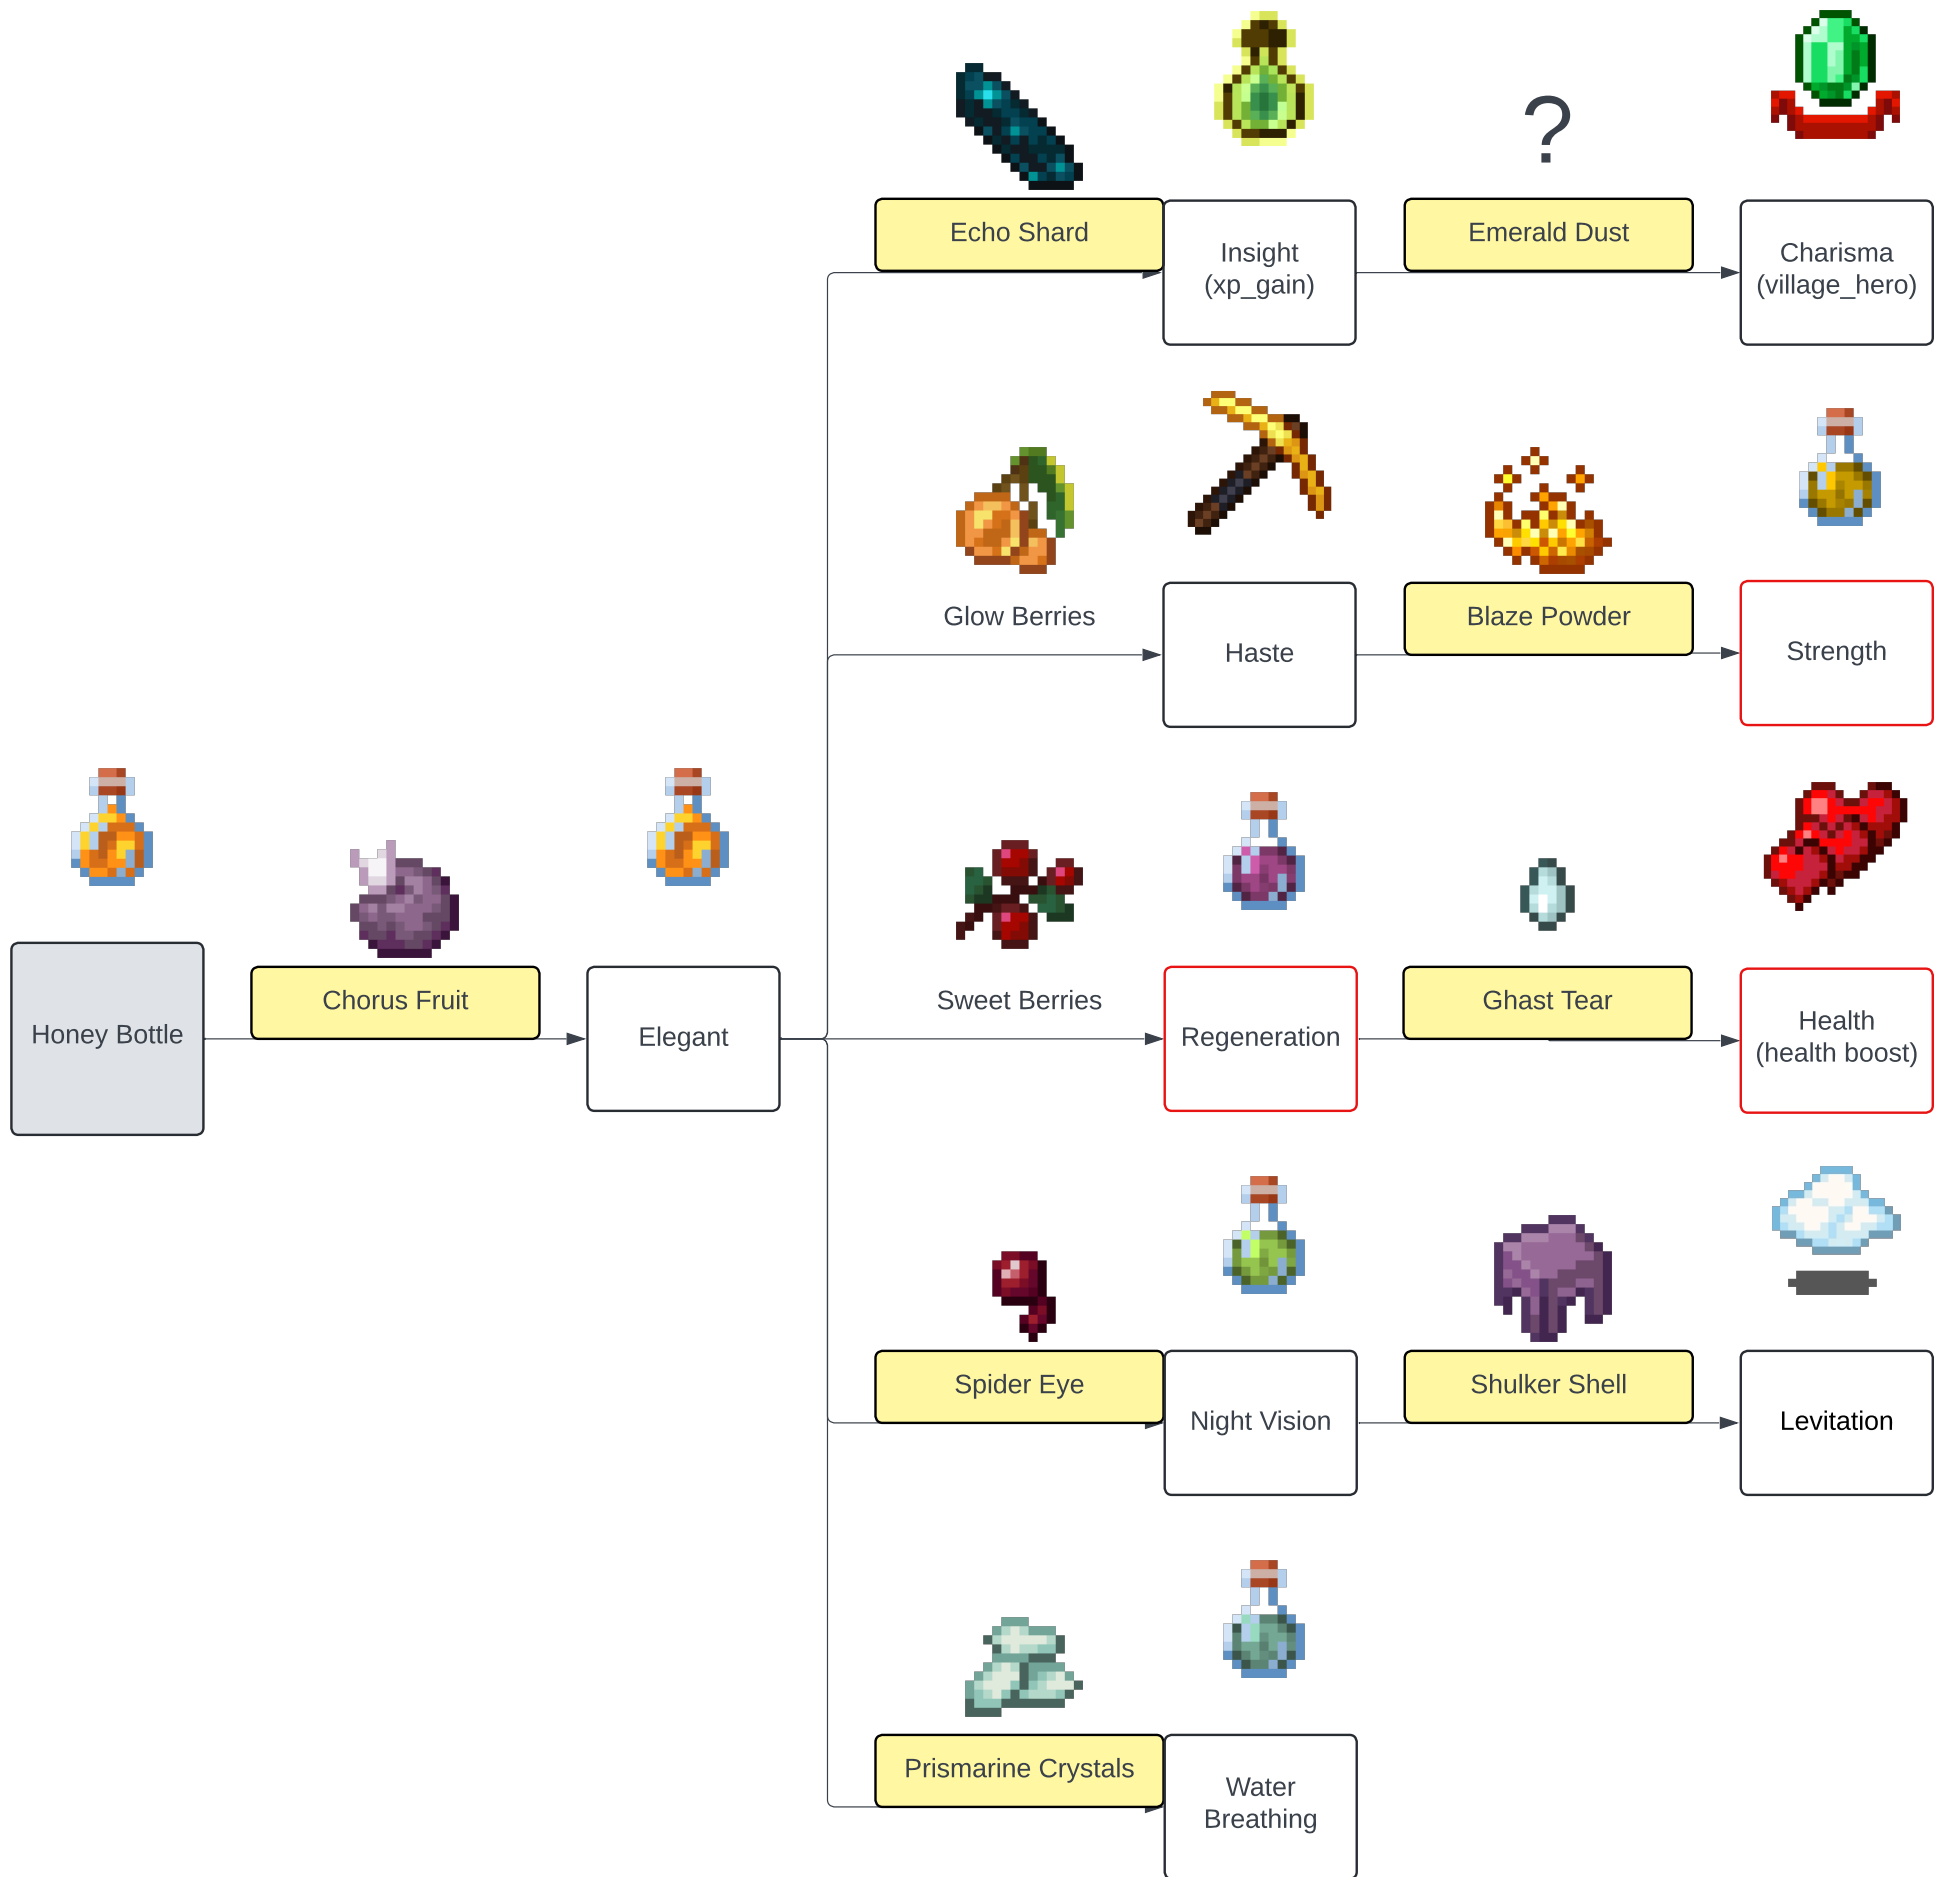 ?
Echo Shard
Insight
(xp_gain)
Emerald Dust
Charisma
(village_hero)
Glow Berries
Haste
Blaze Powder
Strength
Honey Bottle
Chorus Fruit
Elegant
Sweet Berries
Regeneration
Ghast Tear
Health
(health boost)
Spider Eye
Night Vision
Shulker Shell
Levitation
Prismarine Crystals
Water
Breathing